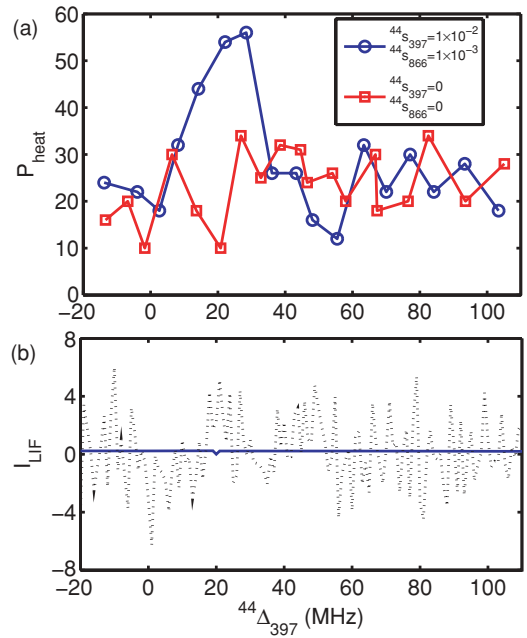 (a)
P_heat
60
50
40
30
20
10
0
⁴⁴s₃₉₇=1×10⁻²
⁴⁴s₈₆₆=1×10⁻³
⁴⁴s₃₉₇=0
⁴⁴s₈₆₆=0
−20 0 20 40 60 80 100
(b)
I_LIF
8
4
0
−4
−8
−20 0 20 40 60 80 100
⁴⁴Δ₃₉₇ (MHz)